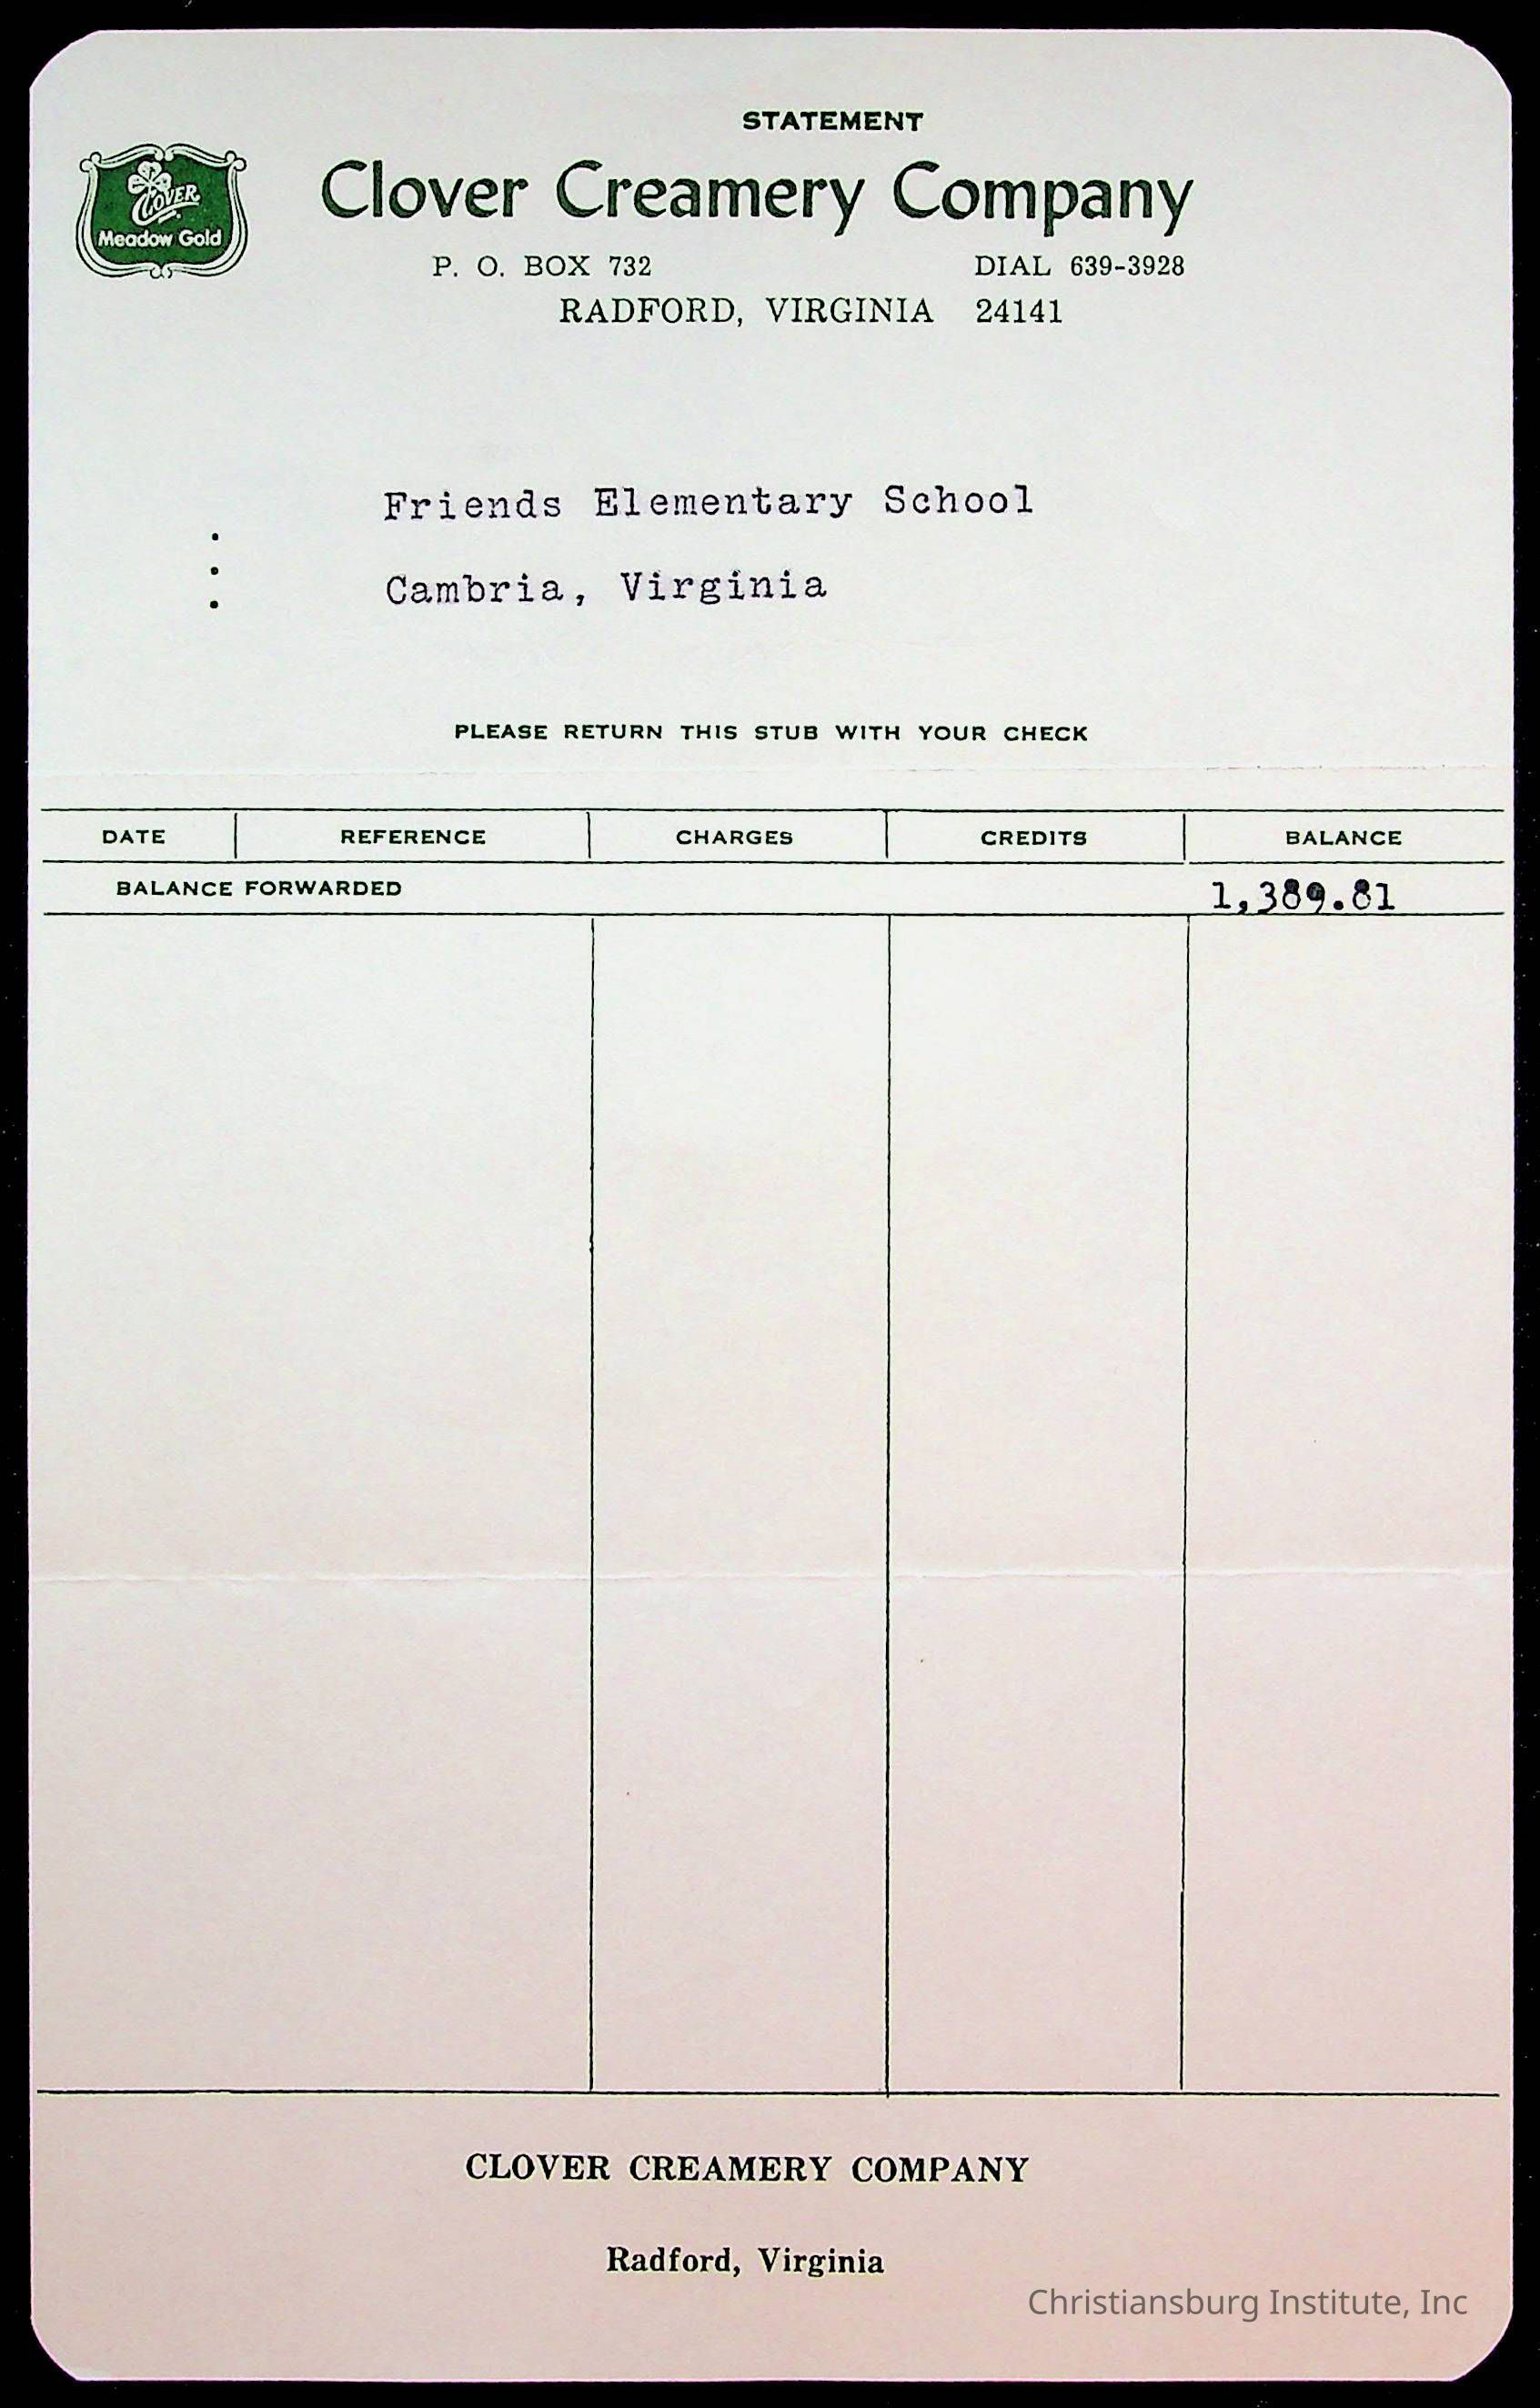 STATEMENT
CLOVER
Meadow Gold
Clover Creamery Company
P. O. BOX 732 DIAL 639-3928
RADFORD, VIRGINIA 24141
Friends Elementary School
Cambria, Virginia
PLEASE RETURN THIS STUB WITH YOUR CHECK
DATE REFERENCE CHARGES CREDITS BALANCE
BALANCE FORWARDED 1,389.81
CLOVER CREAMERY COMPANY
Radford, Virginia
Christiansburg Institute, Inc